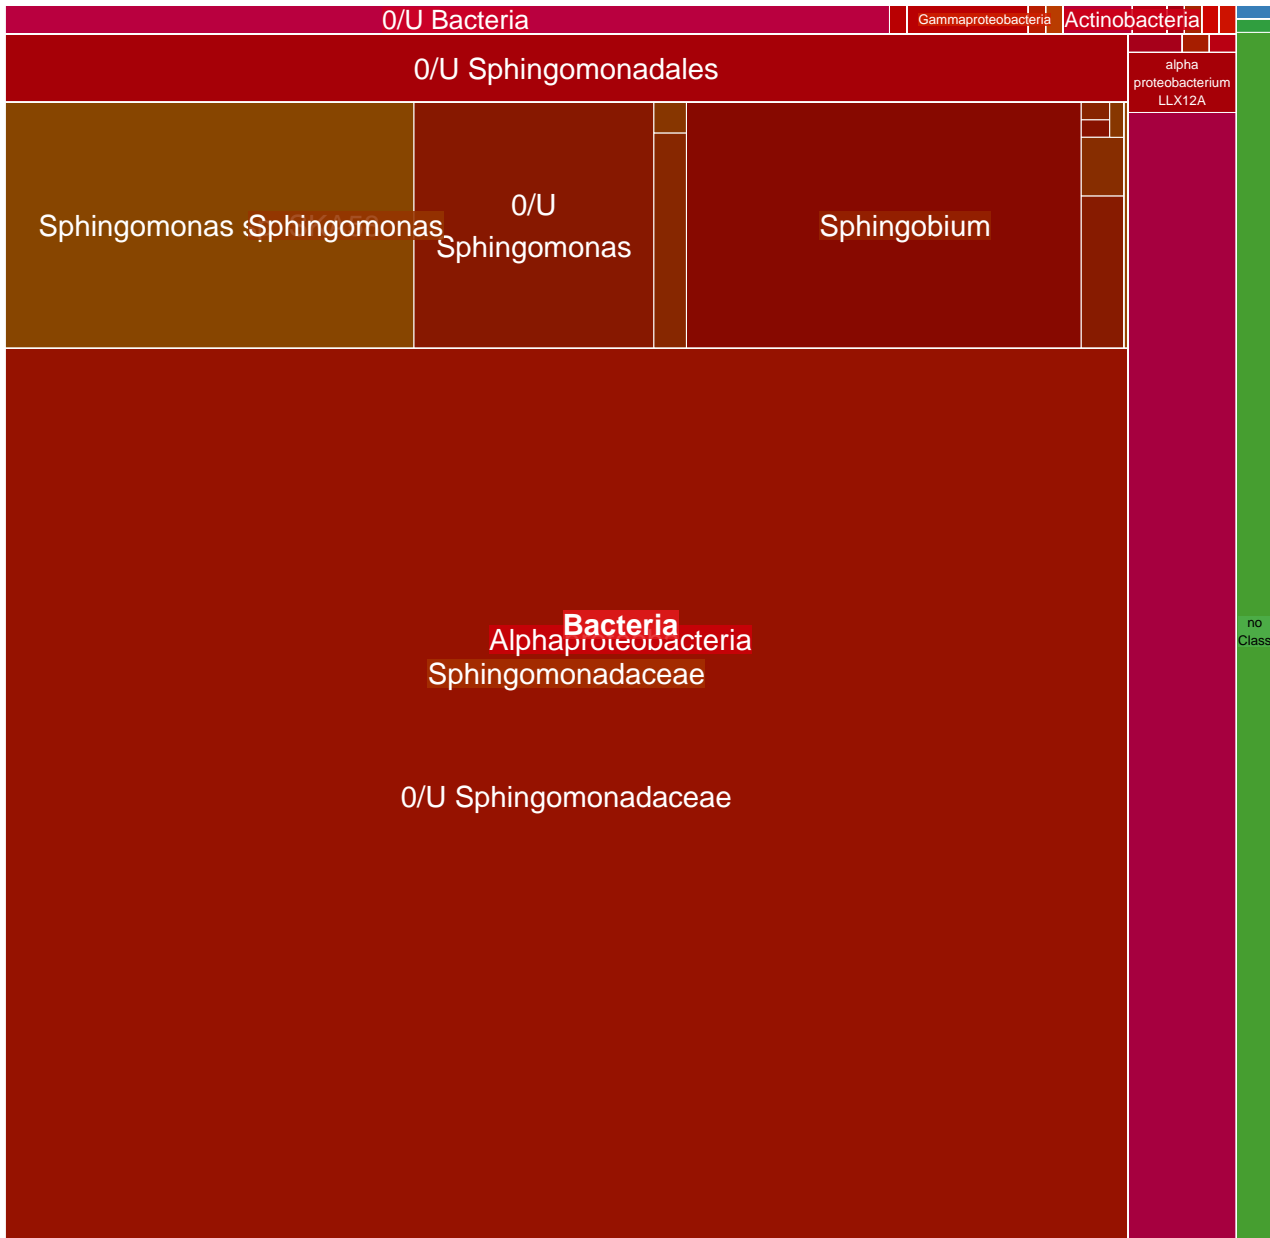 0/U Bacteria
Gammaproteobacteria
Actinobacteria
0/U Sphingomonadales
alpha
proteobacterium
LLX12A
Sphingomonas
Sphingomonas
0/U
Sphingomonas
Sphingobium
Bacteria
Alphaproteobacteria
Sphingomonadaceae
no
Class
0/U Sphingomonadaceae